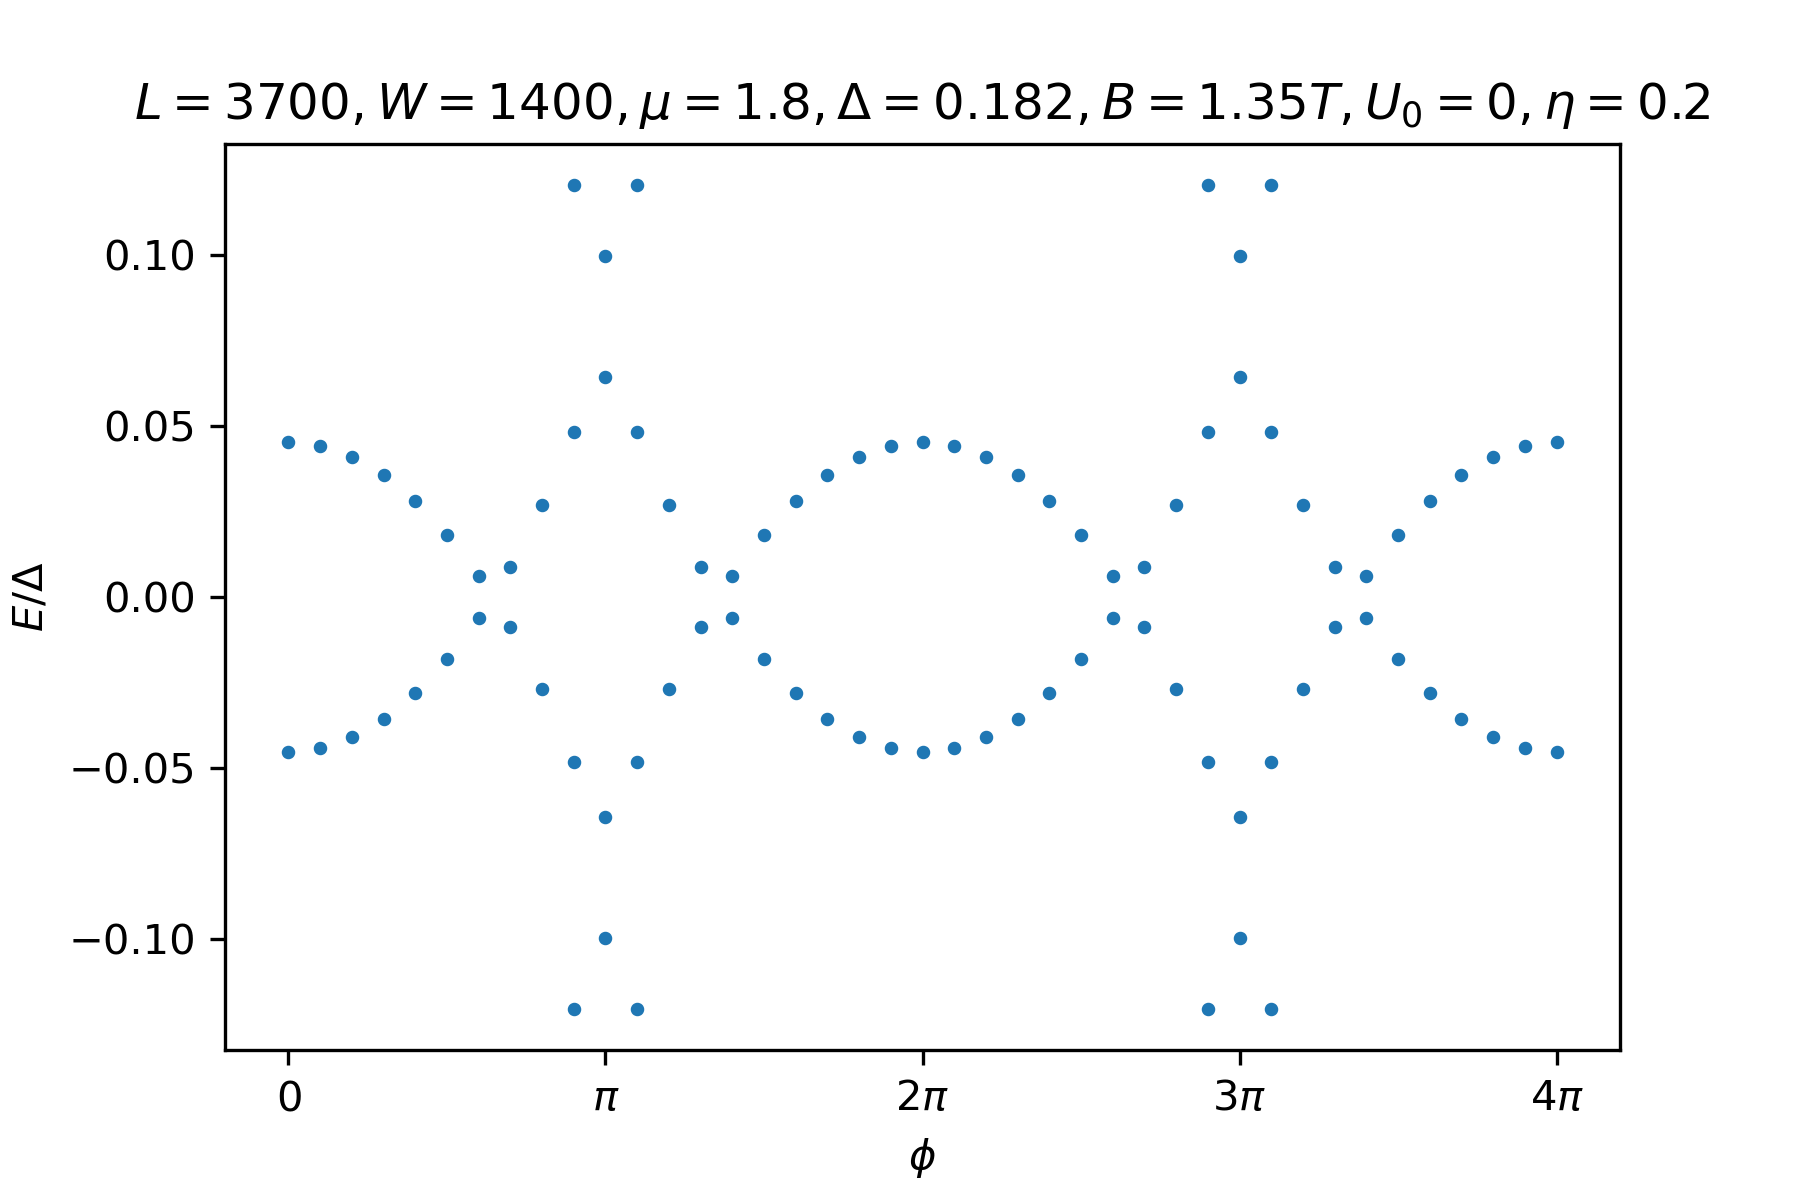 L = 3700, W = 1400, μ = 1.8, Δ = 0.182, B = 1.35T, U₀ = 0, η = 0.2
0.10
0.05
0.00
−0.05
−0.10
E/Δ
0 π 2π 3π 4π
ϕ